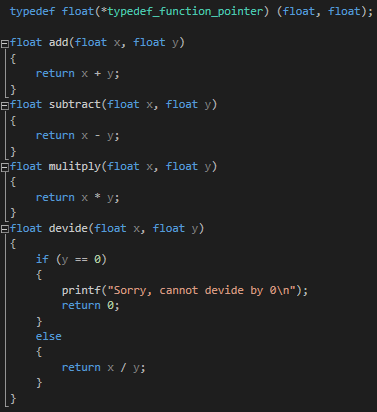 typedef float(*typedef_function_pointer) (float, float);
float add(float x, float y)
{
return x + y;
}
float subtract(float x, float y)
{
return x - y;
}
float mulitply(float x, float y)
{
return x * y;
}
float devide(float x, float y)
{
if (y == 0)
{
printf("Sorry, cannot devide by 0\n");
return 0;
}
else
{
return x / y;
}
}